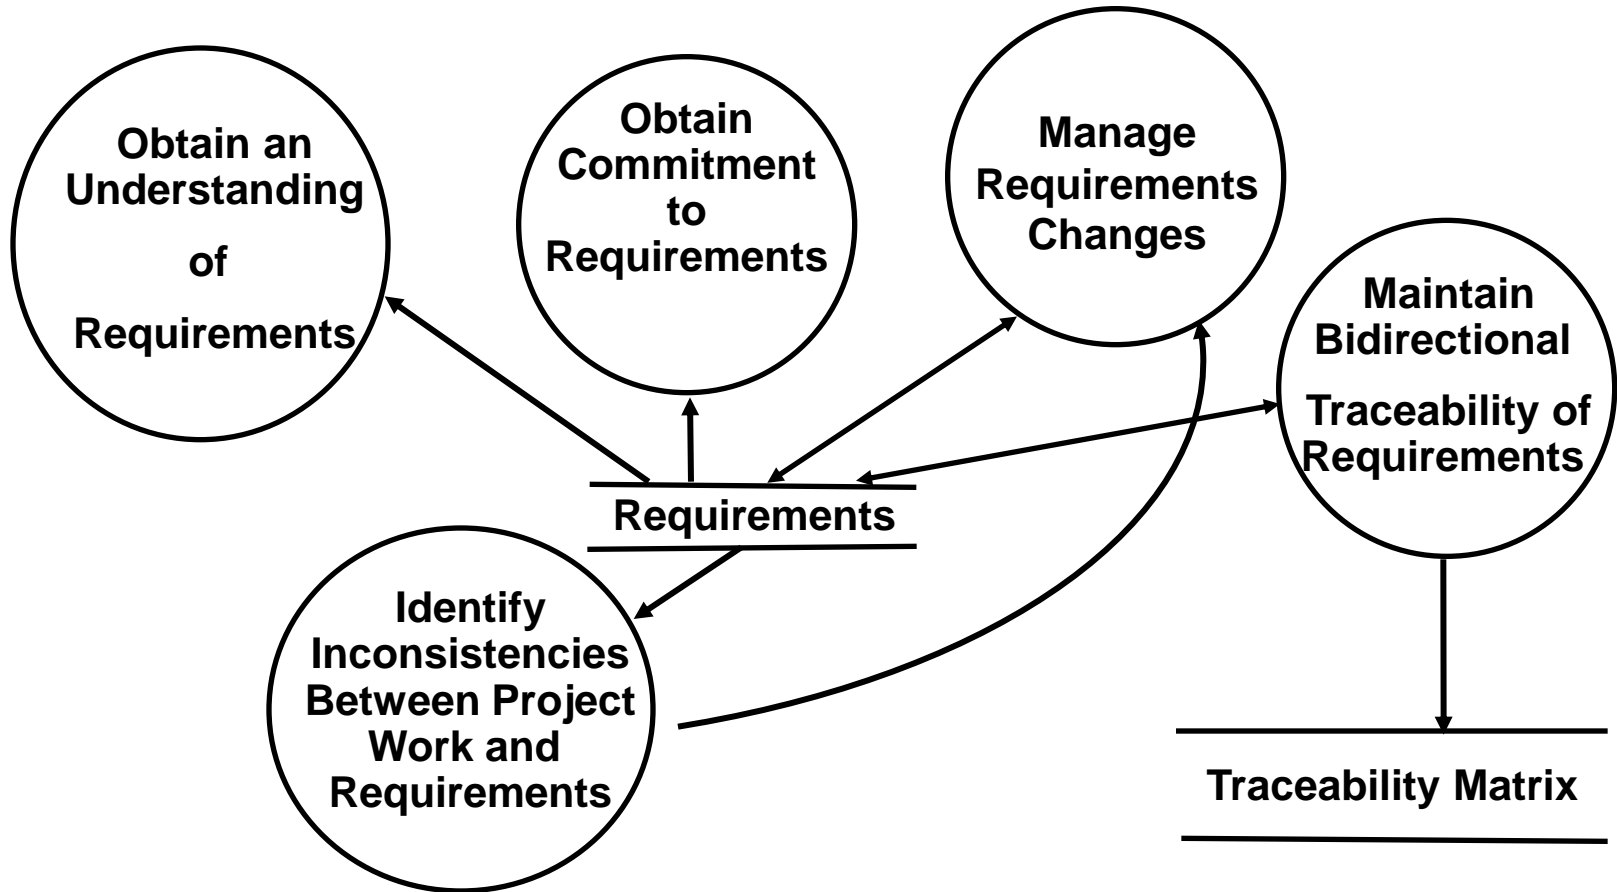 Obtain an
Understanding
of
Requirements
Obtain
Commitment
to
Requirements
Manage
Requirements
Changes
Maintain
Bidirectional
Traceability of
Requirements
Requirements
Identify
Inconsistencies
Between Project
Work and
Requirements
Traceability Matrix